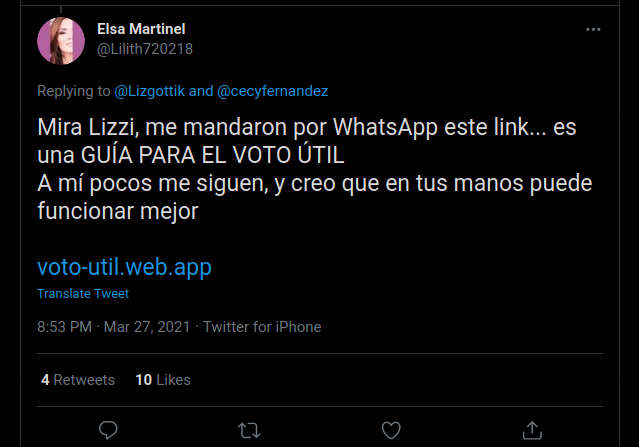 Elsa Martinel
@Lilith720218
Replying to @Lizgottik and @cecyfernandez
Mira Lizzi, me mandaron por WhatsApp este link... es
una GUÍA PARA EL VOTO ÚTIL
A mí pocos me siguen, y creo que en tus manos puede
funcionar mejor
voto-util.web.app
Translate Tweet
8:53 PM · Mar 27, 2021 · Twitter for iPhone
4 Retweets 10 Likes